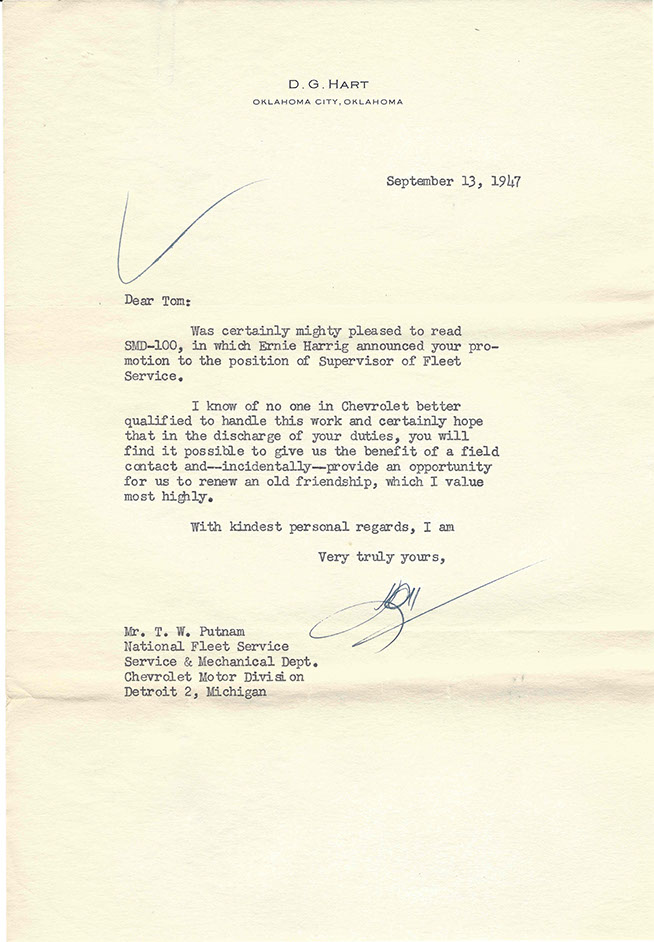 D. G. HART
OKLAHOMA CITY, OKLAHOMA
September 13, 1947
Dear Tom:
Was certainly mighty pleased to read
SMD-100, in which Ernie Harrig announced your pro-
motion to the position of Supervisor of Fleet
Service.
I know of no one in Chevrolet better
qualified to handle this work and certainly hope
that in the discharge of your duties, you will
find it possible to give us the benefit of a field
contact and--incidentally--provide an opportunity
for us to renew an old friendship, which I value
most highly.
With kindest personal regards, I am
Very truly yours,
Mr. T. W. Putnam
National Fleet Service
Service & Mechanical Dept.
Chevrolet Motor Division
Detroit 2, Michigan